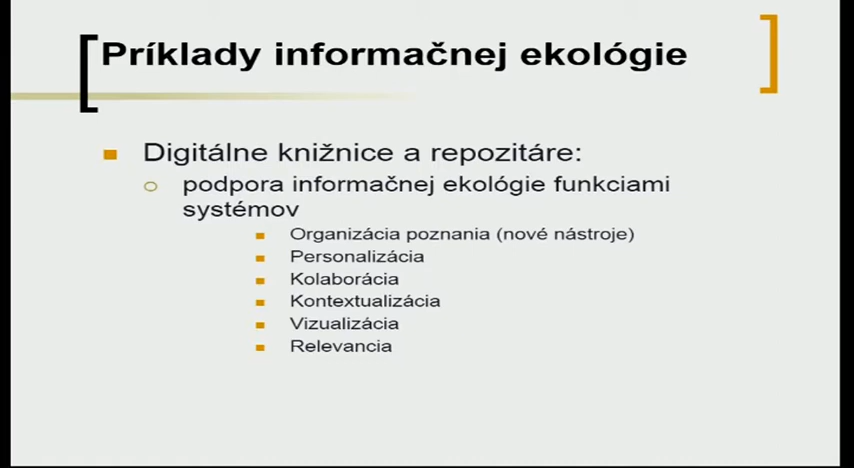 Príklady informačnej ekológie
Digitálne knižnice a repozitáre:
podpora informačnej ekológie funkciami
systémov
Organizácia poznania (nové nástroje)
Personalizácia
Kolaborácia
Kontextualizácia
Vizualizácia
Relevancia